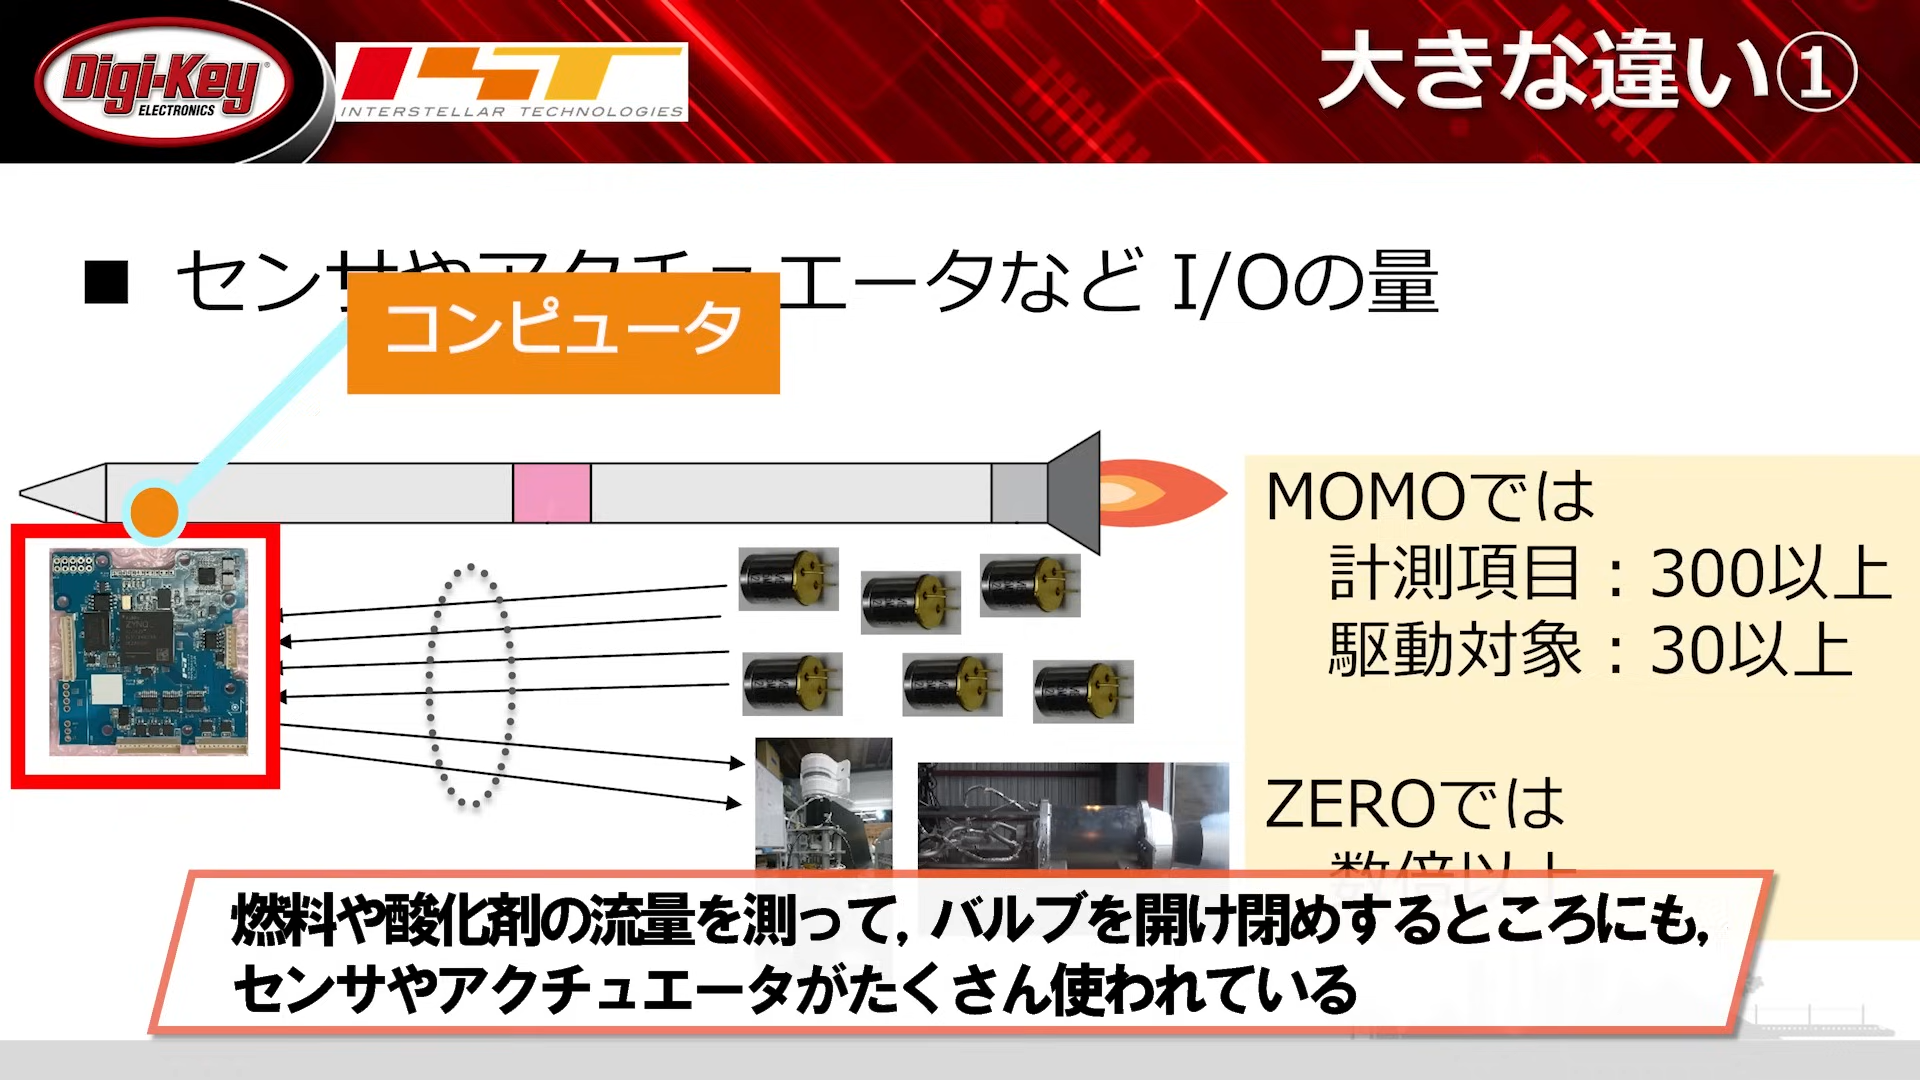 Digi-Key
ELECTRONICS
INTERSTELLAR TECHNOLOGIES
大きな違い①
■ センサやアクチュエータなど I/Oの量
コンピュータ
ZYNQ
MOMOでは
計測項目：300以上
駆動対象：30以上
ZEROでは
数倍以上
燃料や酸化剤の流量を測って, バルブを開け閉めするところにも,
センサやアクチュエータがたくさん使われている